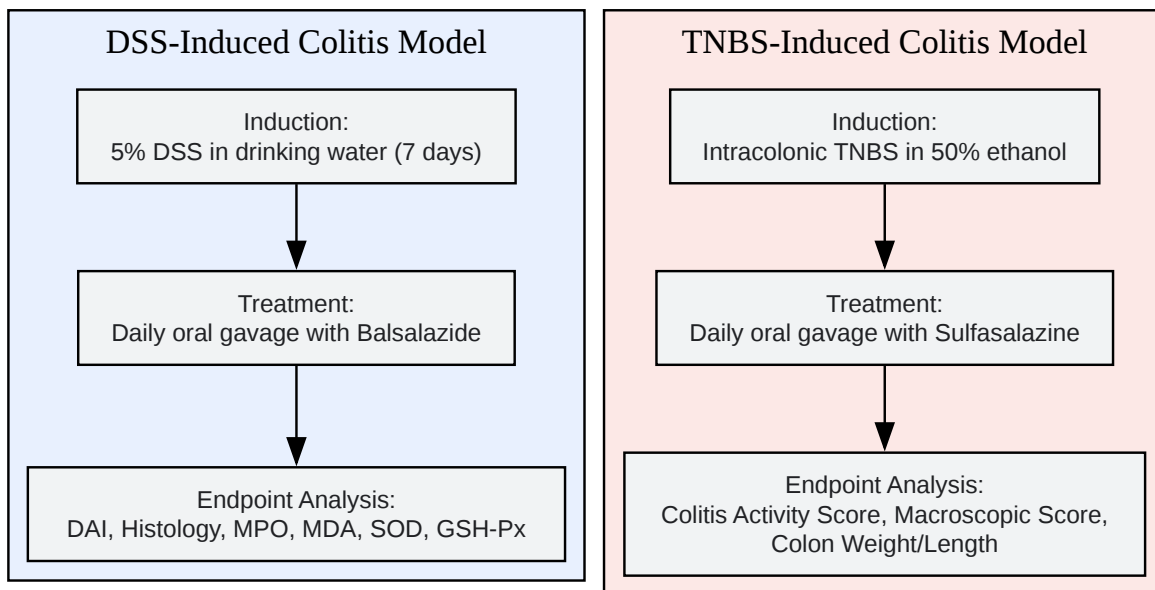 DSS-Induced Colitis Model
Induction:
5% DSS in drinking water (7 days)
Treatment:
Daily oral gavage with Balsalazide
Endpoint Analysis:
DAI, Histology, MPO, MDA, SOD, GSH-Px
TNBS-Induced Colitis Model
Induction:
Intracolonic TNBS in 50% ethanol
Treatment:
Daily oral gavage with Sulfasalazine
Endpoint Analysis:
Colitis Activity Score, Macroscopic Score,
Colon Weight/Length